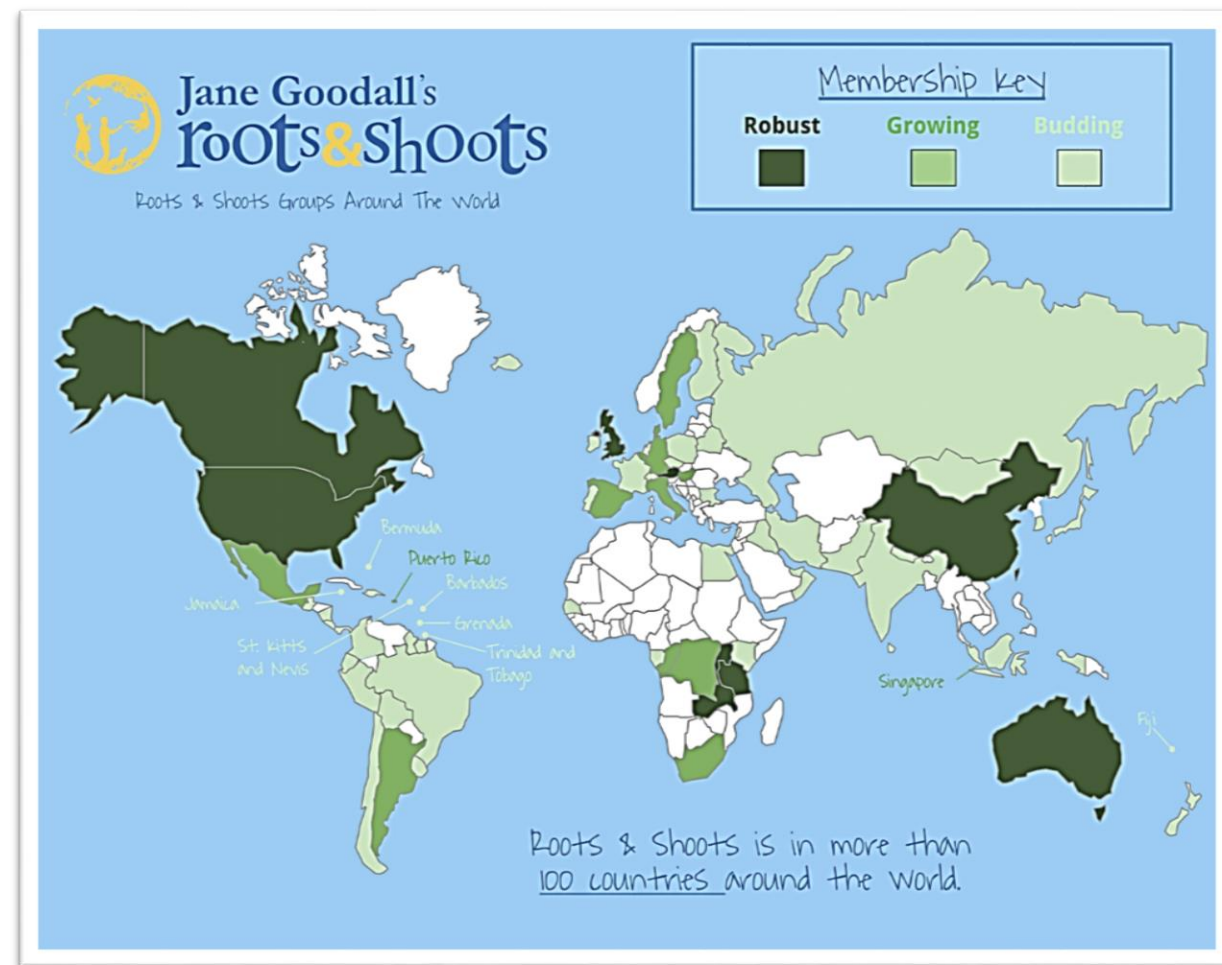 Jane Goodall's
roots&shoots
Roots & Shoots Groups Around The World
Membership Key
Robust
Growing
Budding
Bermuda
Puerto Rico
Barbados
Jamaica
Grenada
St. Kitts
and Nevis
Trinidad and
Tobago
Singapore
Fiji
Roots & Shoots is in more than
100 countries around the world.